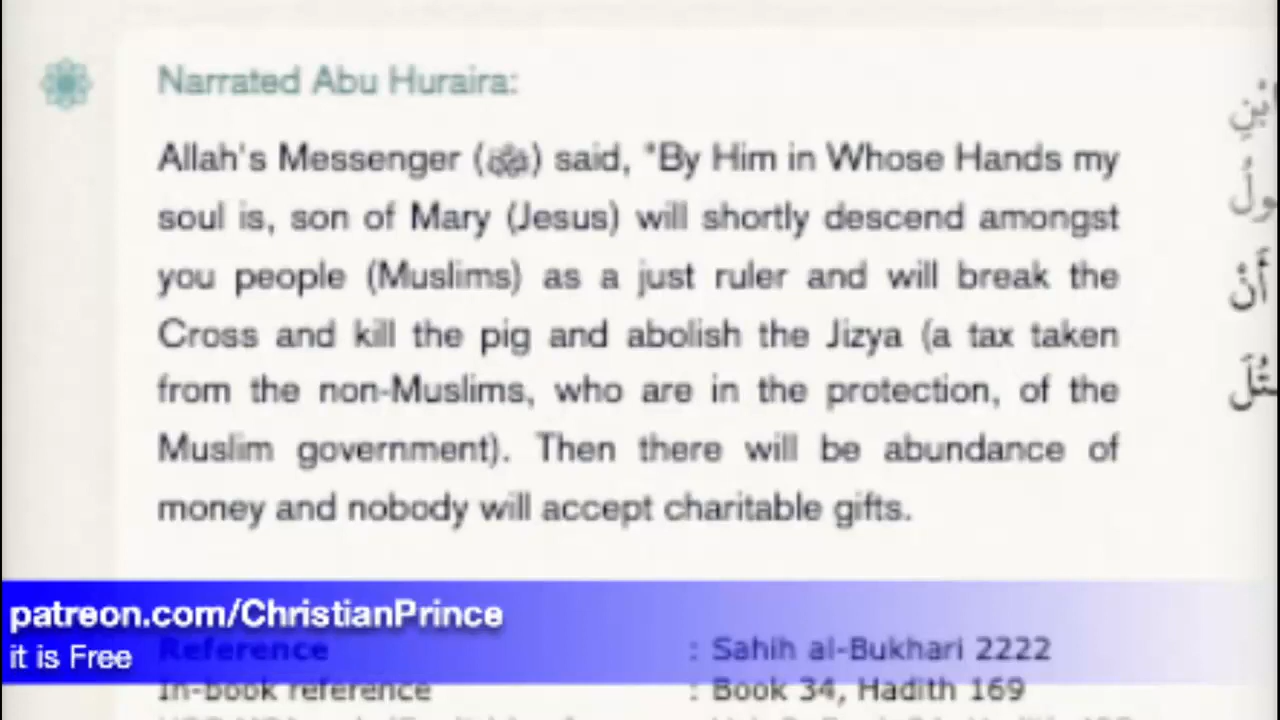 Narrated Abu Huraira:
Allah's Messenger (ﷺ) said, "By Him in Whose Hands my
soul is, son of Mary (Jesus) will shortly descend amongst
you people (Muslims) as a just ruler and will break the
Cross and kill the pig and abolish the Jizya (a tax taken
from the non-Muslims, who are in the protection, of the
Muslim government). Then there will be abundance of
money and nobody will accept charitable gifts.
patreon.com/ChristianPrince
it is Free
Reference : Sahih al-Bukhari 2222
In-book reference : Book 34, Hadith 169
أَنْ